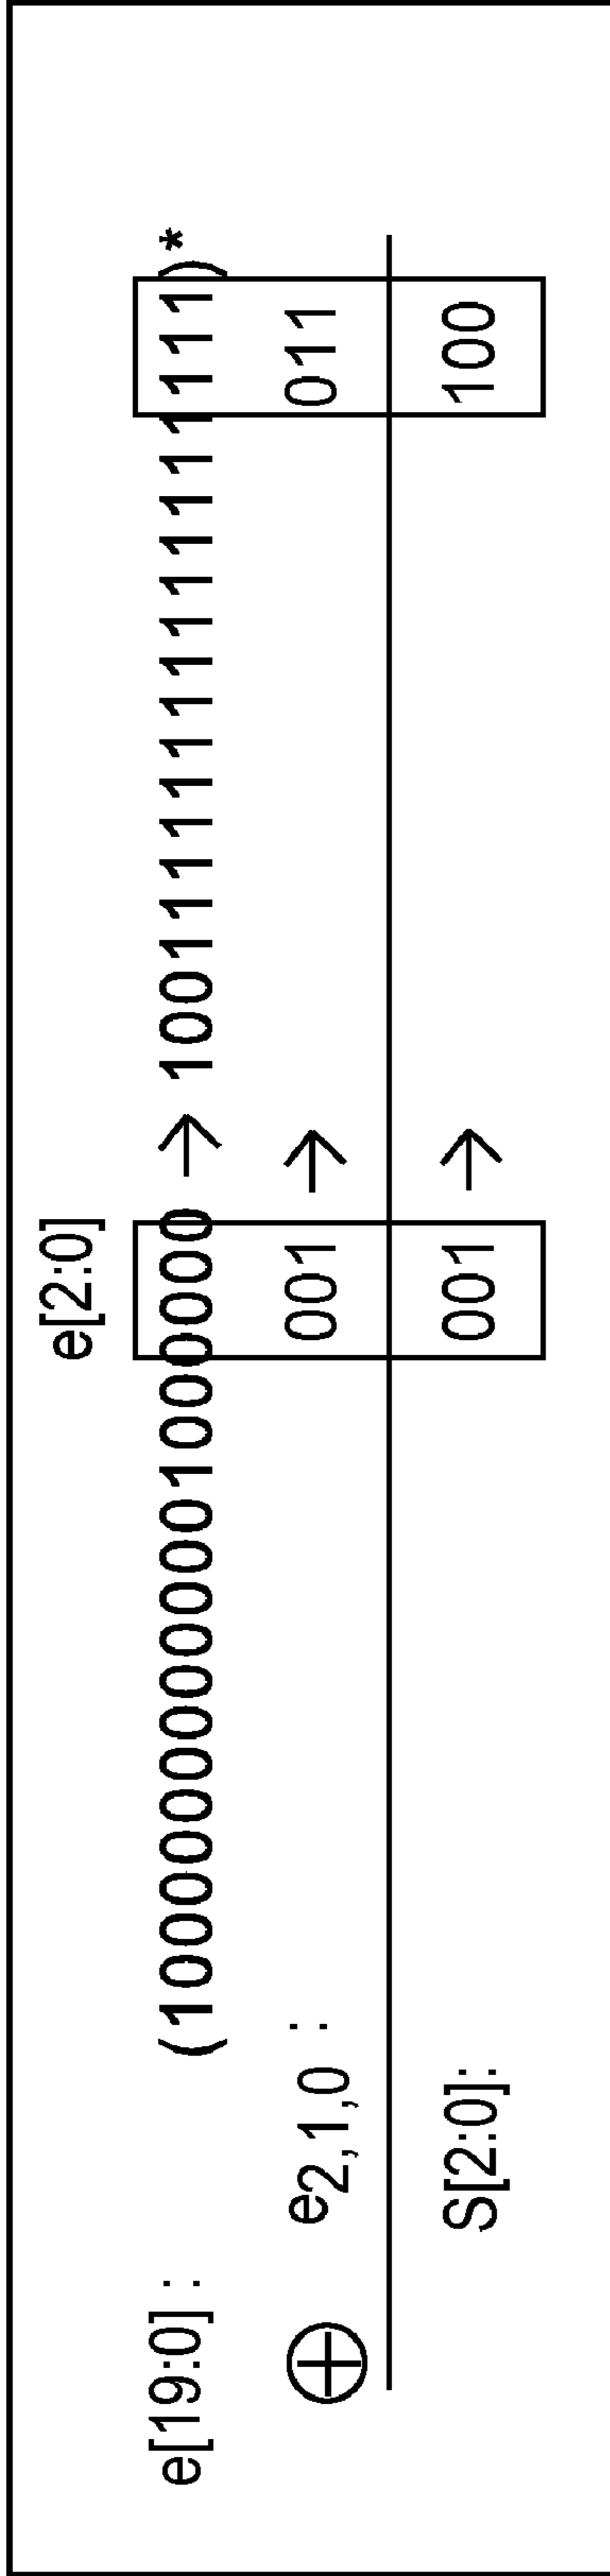 e[2:0]
e[19:0] : (10000000000001000000 → 10011111111111111111)*
⊕ e2,1,0 : 001 → 011
S[2:0]: 001 → 100